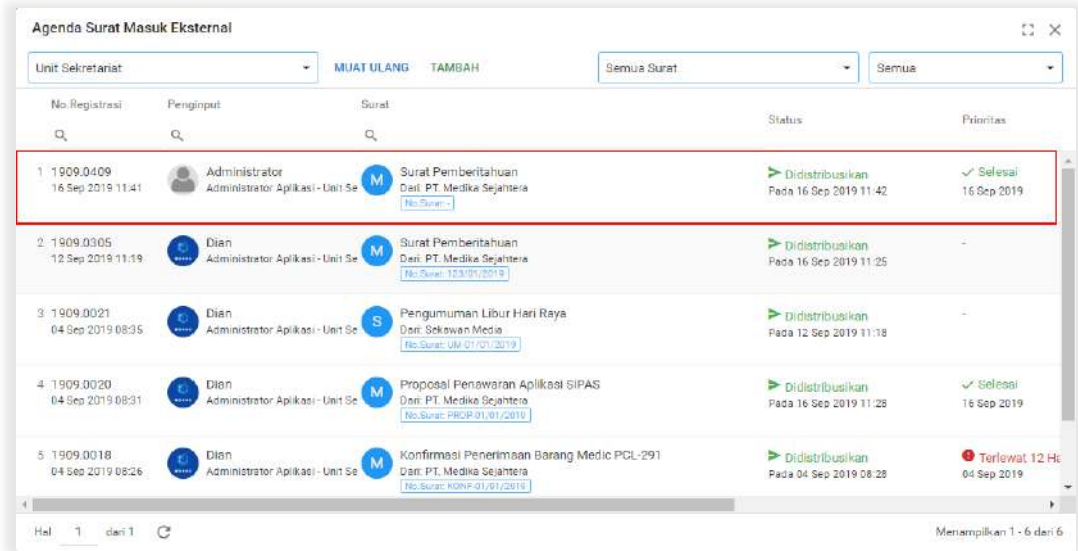 Agenda Surat Masuk Eksternal
Unit Sekretariat MUAT ULANG TAMBAH Semua Surat Semua
No.Registrasi Penginput Surat Status Prioritas
1 1909.0409 Administrator M Surat Pemberitahuan Didistribusikan Selesai
16 Sep 2019 11:41 Administrator Aplikasi - Unit Se Dari: PT. Medika Sejahtera Pada 16 Sep 2019 11:42 16 Sep 2019
No.Surat: -
2 1909.0305 Dian M Surat Pemberitahuan Didistribusikan -
12 Sep 2019 11:19 Administrator Aplikasi - Unit Se Dari: PT. Medika Sejahtera Pada 16 Sep 2019 11:25
No.Surat: 123/01/2019
3 1909.0021 Dian S Pengumuman Libur Hari Raya Didistribusikan -
04 Sep 2019 08:35 Administrator Aplikasi - Unit Se Dari: Sekawan Media Pada 12 Sep 2019 11:18
No.Surat: UM-01/01/2019
4 1909.0020 Dian M Proposal Penawaran Aplikasi SIPAS Didistribusikan Selesai
04 Sep 2019 08:31 Administrator Aplikasi - Unit Se Dari: PT. Medika Sejahtera Pada 16 Sep 2019 11:28 16 Sep 2019
No.Surat: PROP-01/01/2019
5 1909.0018 Dian M Konfirmasi Penerimaan Barang Medic PCL-291 Didistribusikan Terlewat 12 Ha
04 Sep 2019 08:26 Administrator Aplikasi - Unit Se Dari: PT. Medika Sejahtera Pada 04 Sep 2019 08:28 04 Sep 2019
No.Surat: KONF-01/01/2019
Hal 1 dari 1 Menampilkan 1 - 6 dari 6